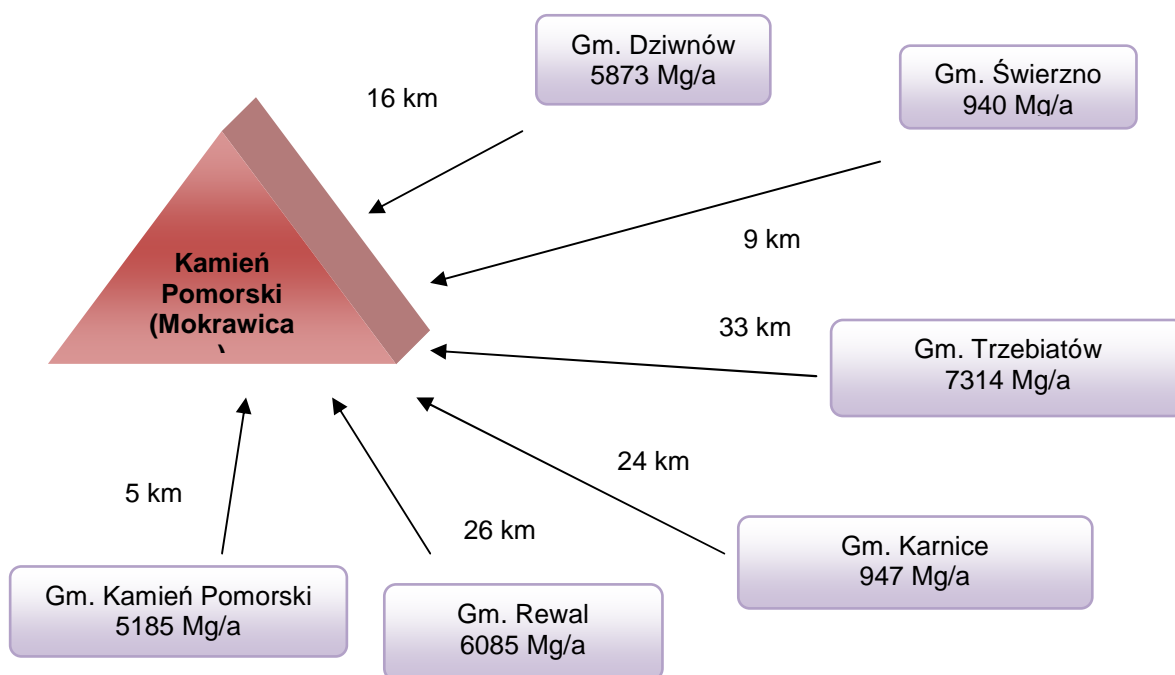 Gm. Dziwnów
5873 Mg/a
Gm. Świerzno
940 Mg/a
16 km
9 km
Kamień
Pomorski
(Mokrawica
)
33 km
Gm. Trzebiatów
7314 Mg/a
24 km
5 km
26 km
Gm. Karnice
947 Mg/a
Gm. Kamień Pomorski
5185 Mg/a
Gm. Rewal
6085 Mg/a